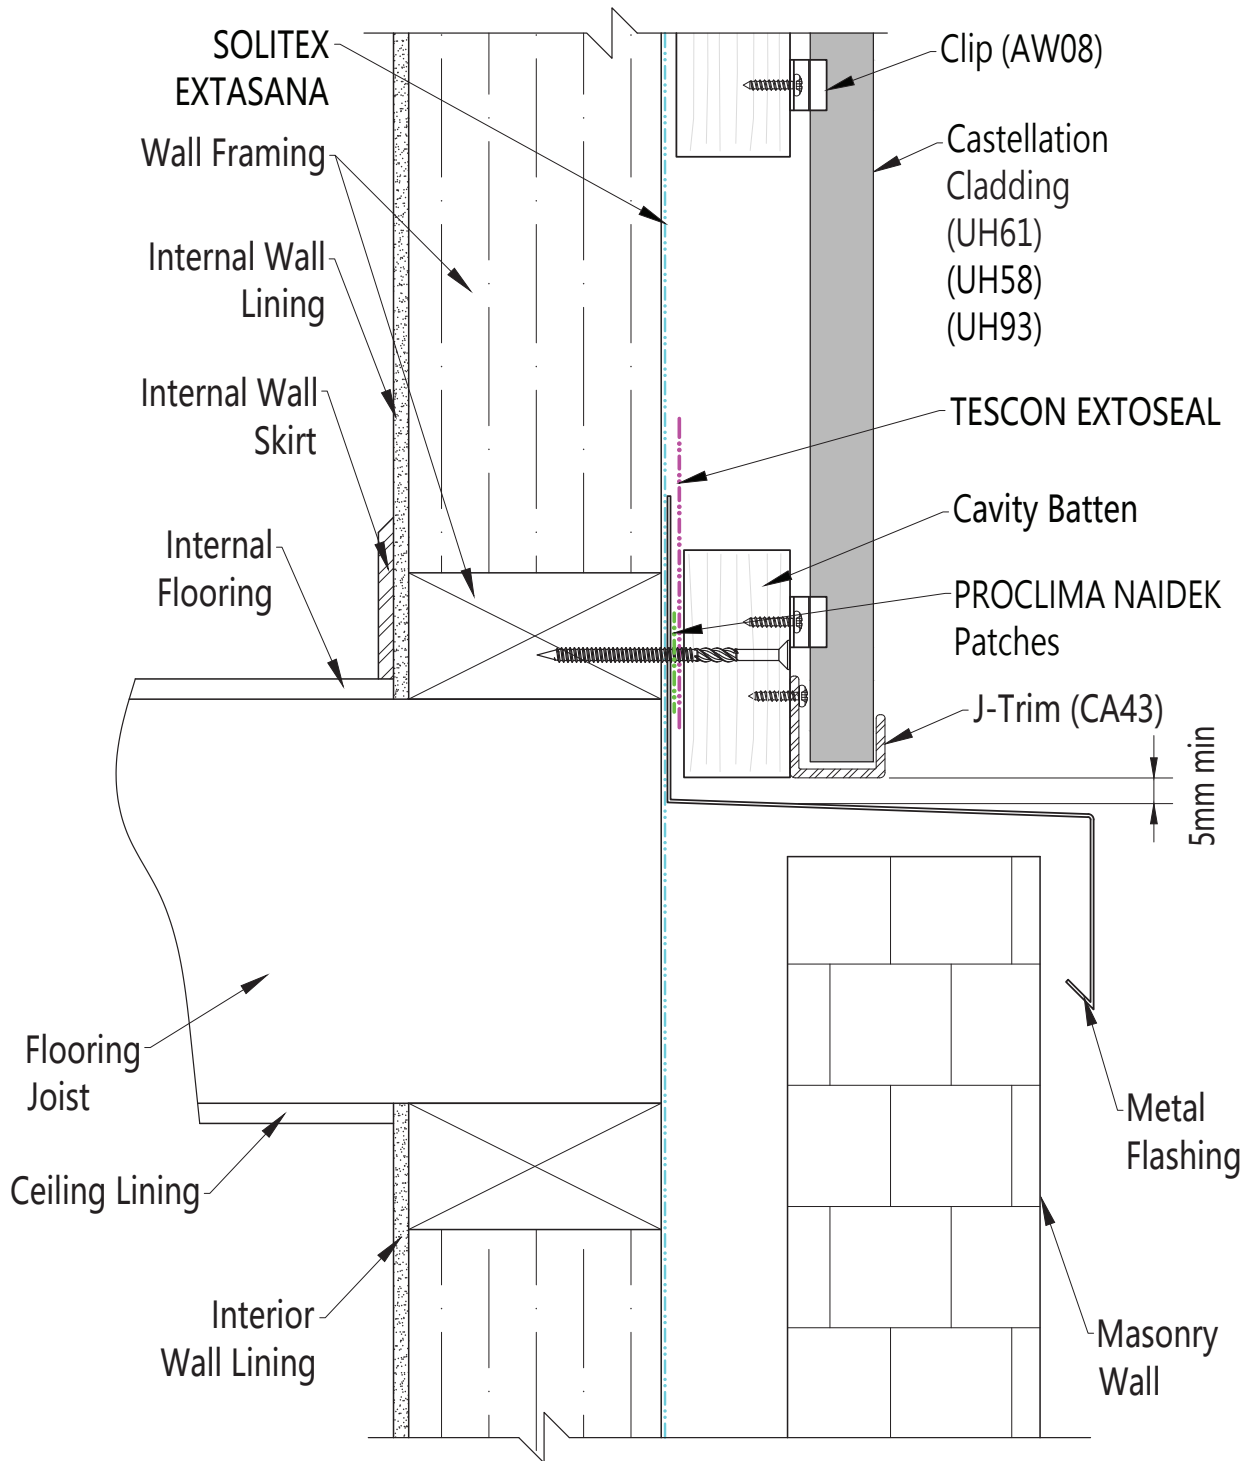 SOLITEX
EXTASANA
Wall Framing
Internal Wall
Lining
Internal Wall
Skirt
Internal
Flooring
Flooring
Joist
Ceiling Lining
Interior
Wall Lining
Clip (AW08)
Castellation
Cladding
(UH61)
(UH58)
(UH93)
TESCON EXTOSEAL
Cavity Batten
PROCLIMA NAIDEK
Patches
J-Trim (CA43)
5mm min
Metal
Flashing
Masonry
Wall